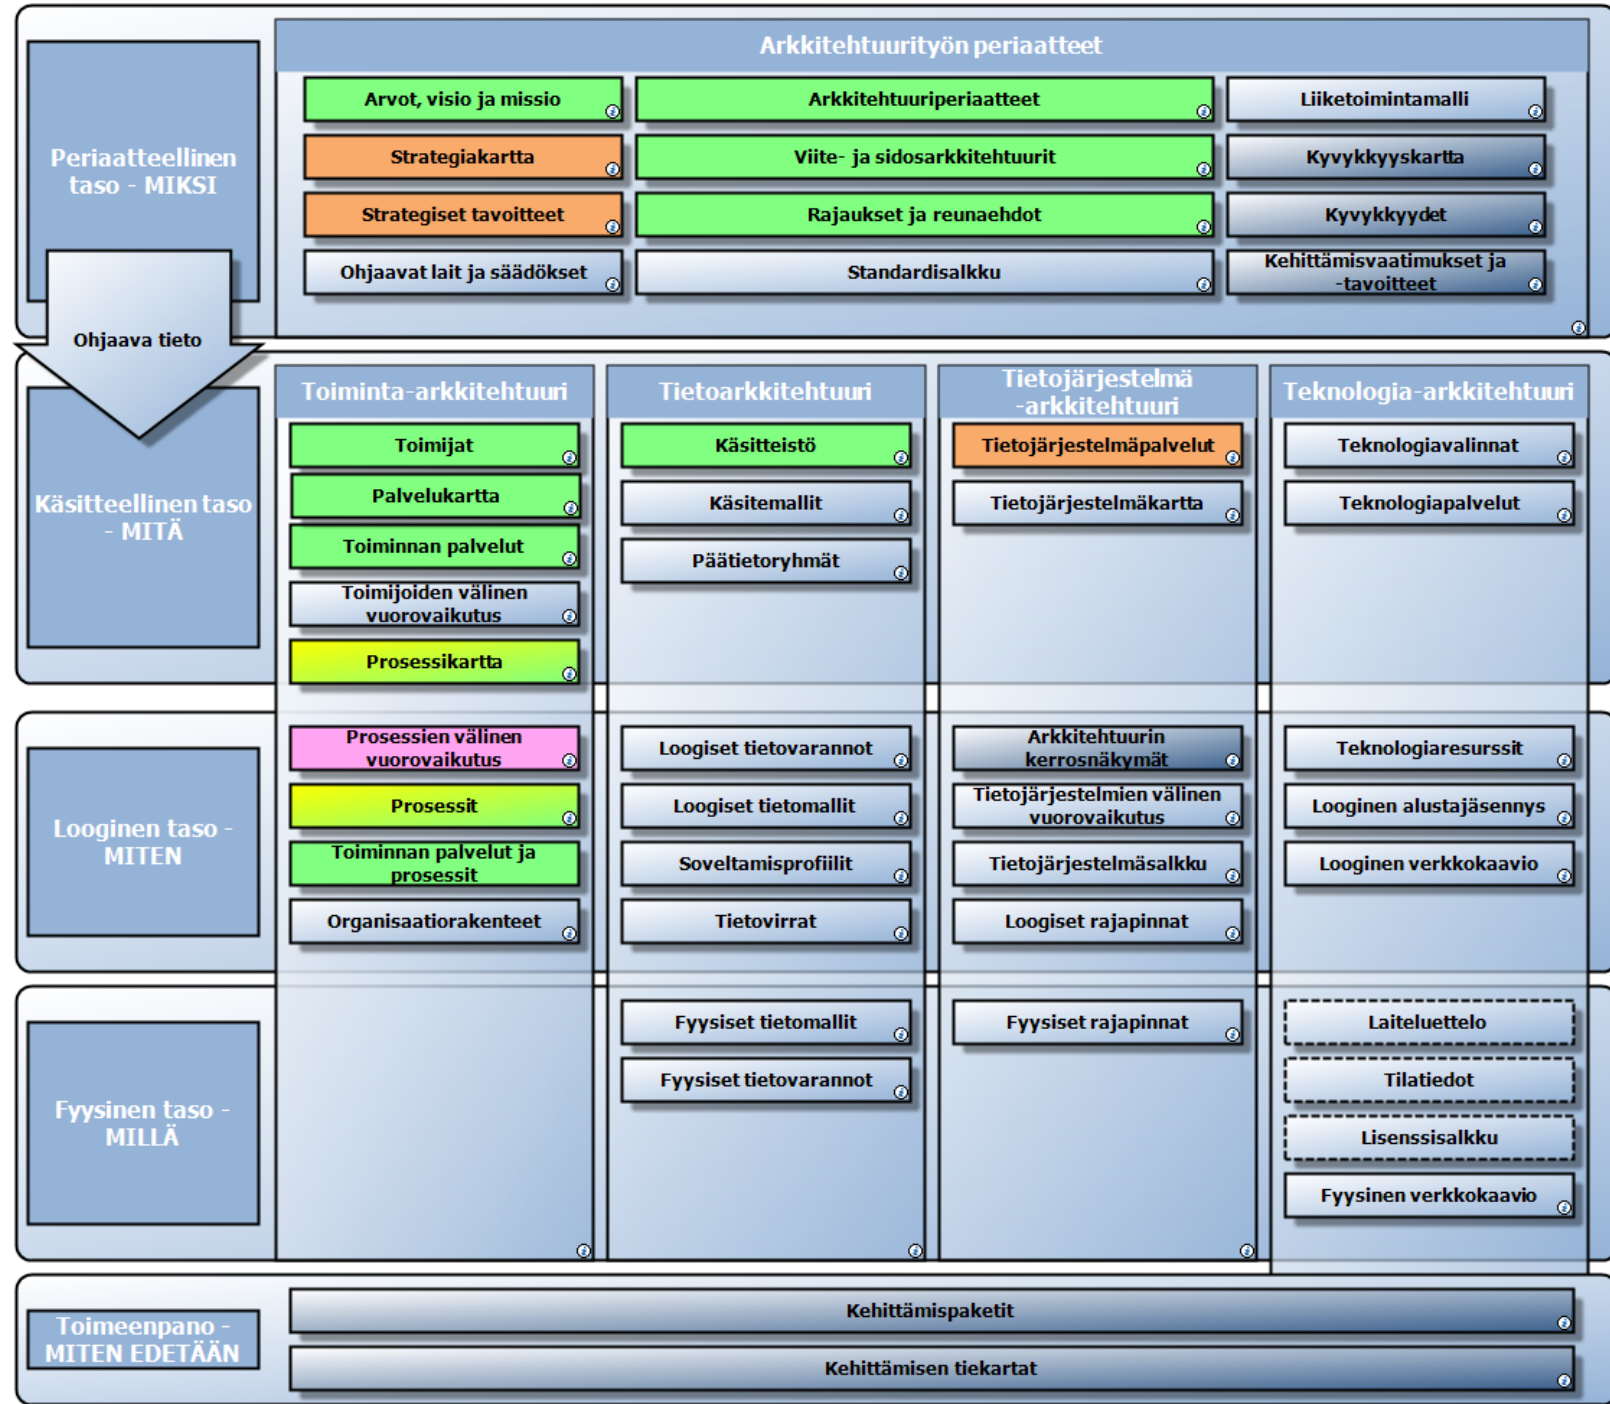 Arkkitehtuurityön periaatteet
Periaatteellinen
taso - MIKSI
Arvot, visio ja missio
Arkkitehtuuriperiaatteet
Liiketoimintamalli
Strategiakartta
Viite- ja sidosarkkitehtuurit
Kyvykkyyskartta
Strategiset tavoitteet
Rajaukset ja reunaehdot
Kyvykkyydet
Ohjaavat lait ja säädökset
Standardisalkku
Kehittämisvaatimukset ja
-tavoitteet
Ohjaava tieto
Käsitteellinen taso
- MITÄ
Toiminta-arkkitehtuuri
Tietoarkkitehtuuri
Tietojärjestelmä
-arkkitehtuuri
Teknologia-arkkitehtuuri
Toimijat
Käsitteistö
Tietojärjestelmäpalvelut
Teknologiavalinnat
Palvelukartta
Käsitemallit
Tietojärjestelmäkartta
Teknologiapalvelut
Toiminnan palvelut
Päätietoryhmät
Toimijoiden välinen
vuorovaikutus
Prosessikartta
Looginen taso -
MITEN
Prosessien välinen
vuorovaikutus
Loogiset tietovarannot
Arkkitehtuurin
kerrosnäkymät
Teknologiaresurssit
Prosessit
Loogiset tietomallit
Tietojärjestelmien välinen
vuorovaikutus
Looginen alustajäsennys
Toiminnan palvelut ja
prosessit
Soveltamisprofiilit
Tietojärjestelmäsalkku
Looginen verkkokaavio
Organisaatiorakenteet
Tietovirrat
Loogiset rajapinnat
Fyysinen taso -
MILLÄ
Fyysiset tietomallit
Fyysiset rajapinnat
Laiteluettelo
Fyysiset tietovarannot
Tilatiedot
Lisenssisalkku
Fyysinen verkkokaavio
Toimeenpano -
MITEN EDETÄÄN
Kehittämispaketit
Kehittämisen tiekartat